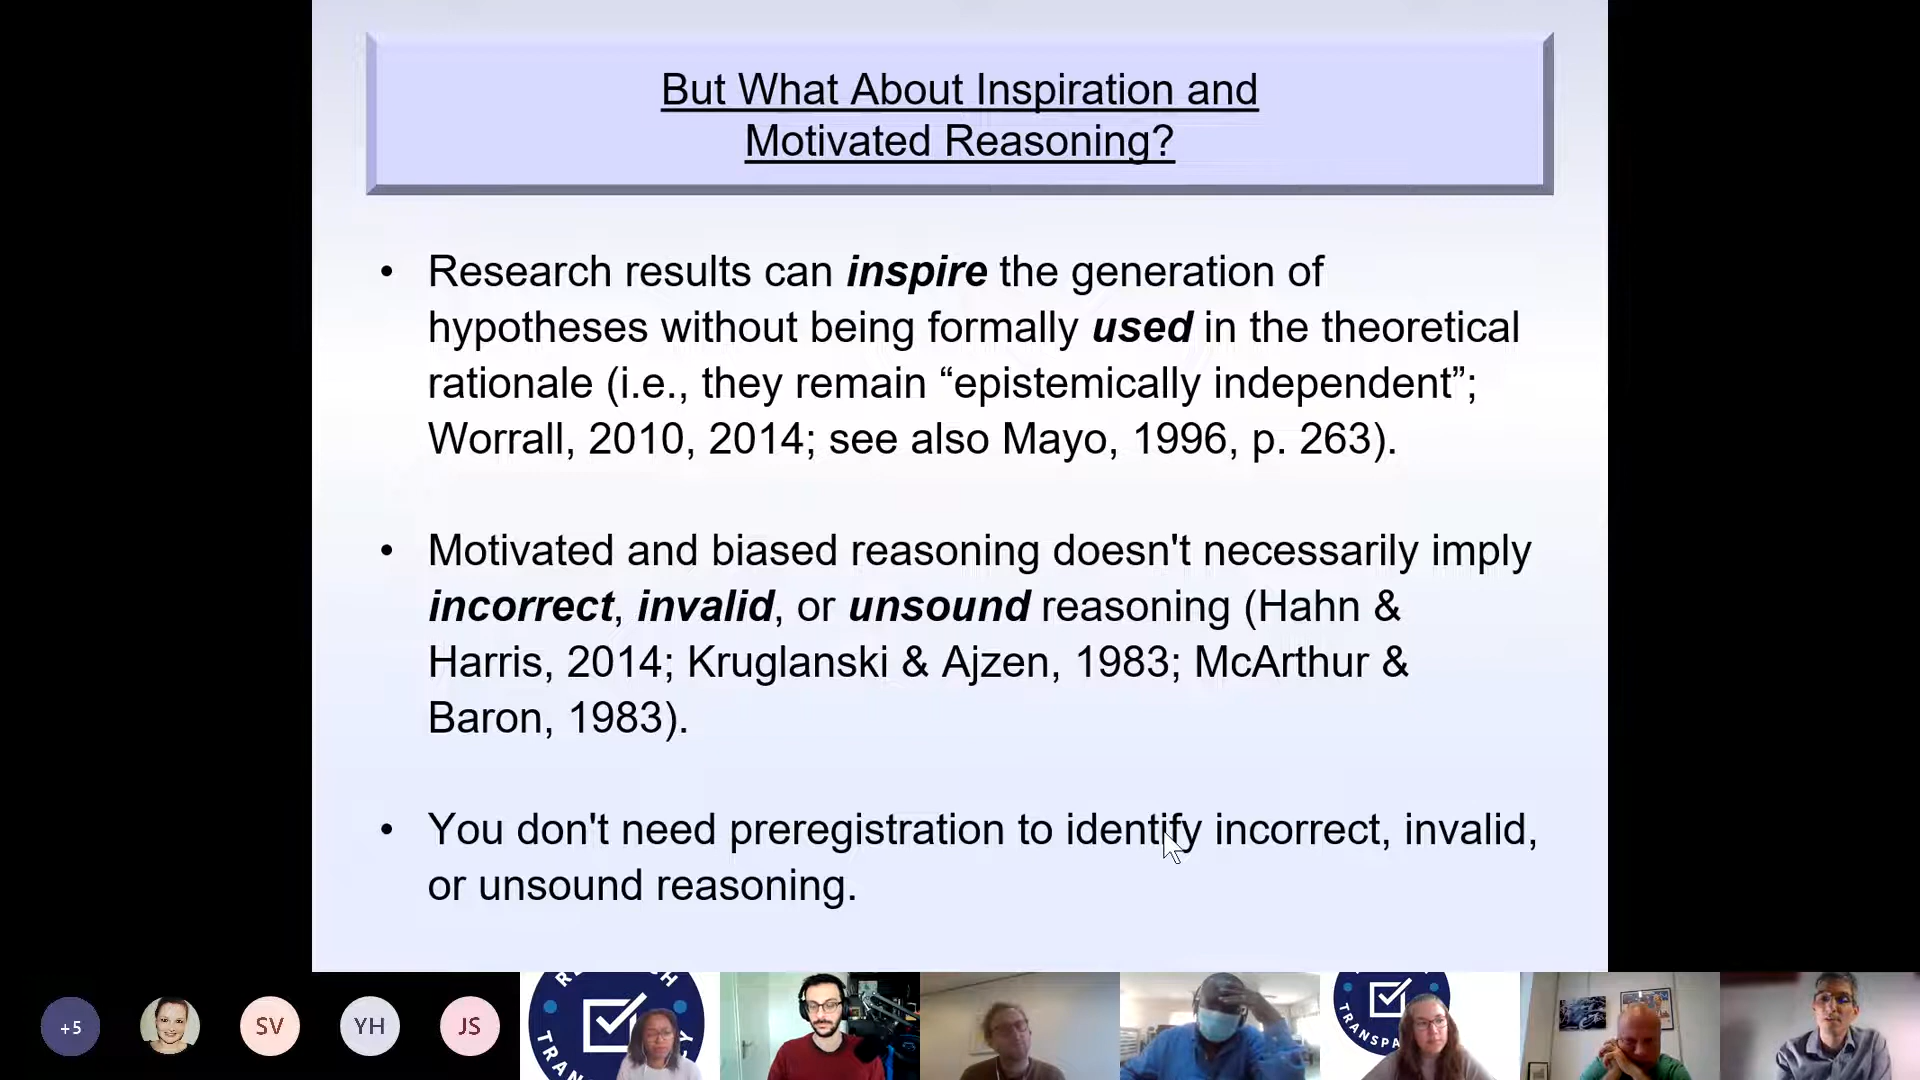 But What About Inspiration and
Motivated Reasoning?
• Research results can inspire the generation of
hypotheses without being formally used in the theoretical
rationale (i.e., they remain “epistemically independent”;
Worrall, 2010, 2014; see also Mayo, 1996, p. 263).
• Motivated and biased reasoning doesn't necessarily imply
incorrect, invalid, or unsound reasoning (Hahn &
Harris, 2014; Kruglanski & Ajzen, 1983; McArthur &
Baron, 1983).
• You don't need preregistration to identify incorrect, invalid,
or unsound reasoning.
+5
SV
YH
JS